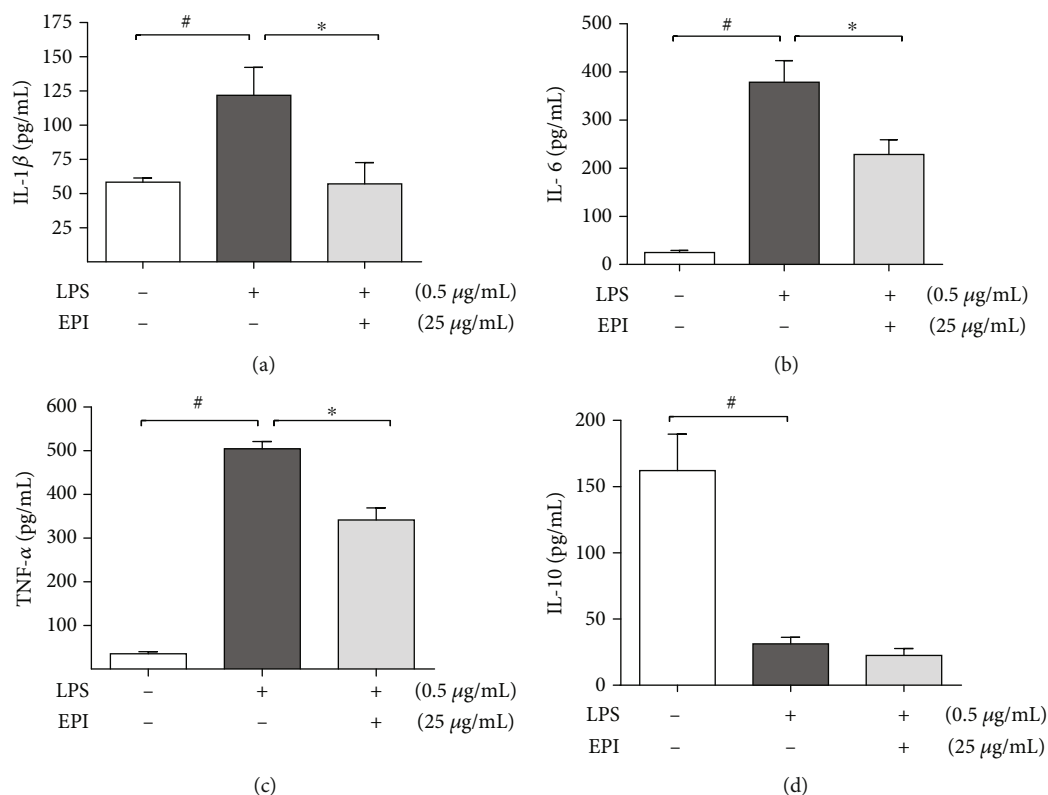 IL-1β (pg/mL)
175
150
125
100
75
50
25
# *
LPS – + + (0.5 μg/mL)
EPI – – + (25 μg/mL)
(a)
IL- 6 (pg/mL)
500
400
300
200
100
0
# *
LPS – + + (0.5 μg/mL)
EPI – – + (25 μg/mL)
(b)
TNF-α (pg/mL)
600
500
400
300
200
100
# *
LPS – + + (0.5 μg/mL)
EPI – – + (25 μg/mL)
(c)
IL-10 (pg/mL)
200
150
100
50
0
#
LPS – + + (0.5 μg/mL)
EPI – – + (25 μg/mL)
(d)